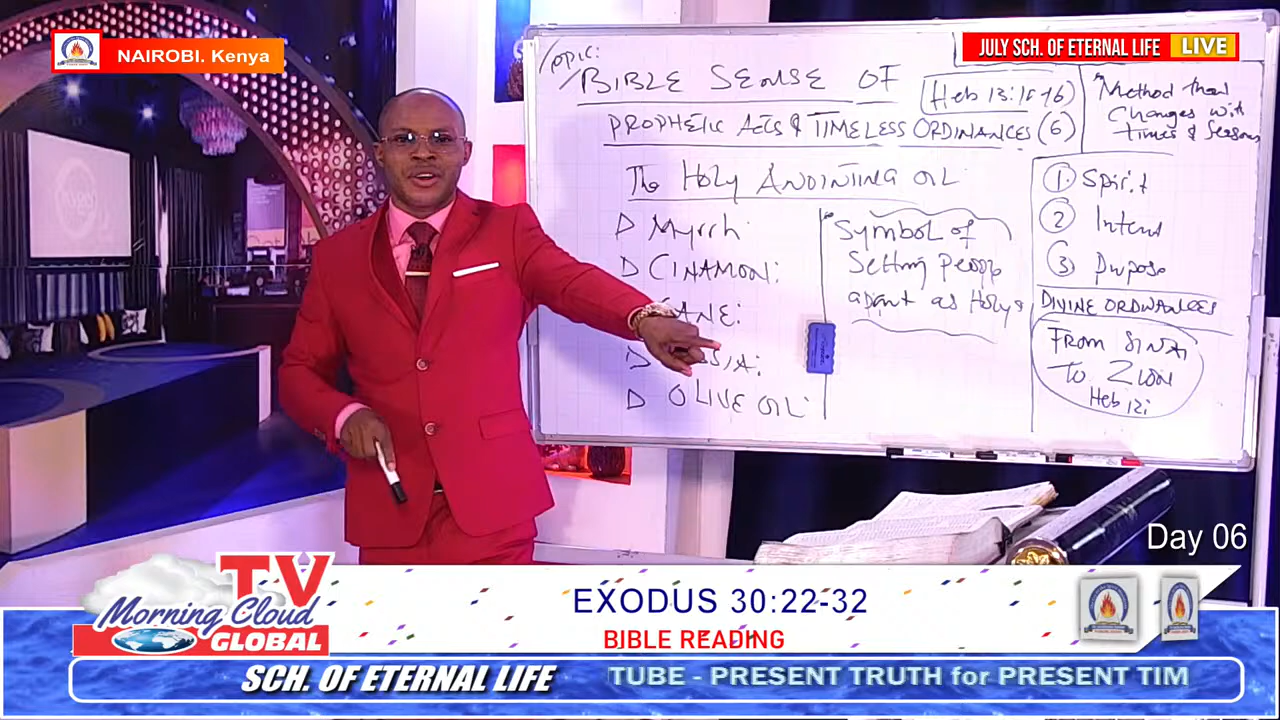 NAIROBI. Kenya
JULY SCH. OF ETERNAL LIFE LIVE
Topic:
BIBLE SENSE OF
PROPHETIC ACTS & TIMELESS ORDINANCES (6)
Heb 13:10-16
Method that
Changes with
times & Seasons
The Holy ANOINTING OIL
Myrrh
CINAMON:
ANE:
SIA:
OLIVE OIL:
Symbol of
Setting people
apart as Holy &
1 Spirit
2 Intent
3 purpose
DIVINE ORDINANCES
FROM SINAI
TO ZION
Heb 12:
Day 06
TV
Morning Cloud
GLOBAL
EXODUS 30:22-32
BIBLE READING
SCH. OF ETERNAL LIFE
TUBE - PRESENT TRUTH for PRESENT TIM